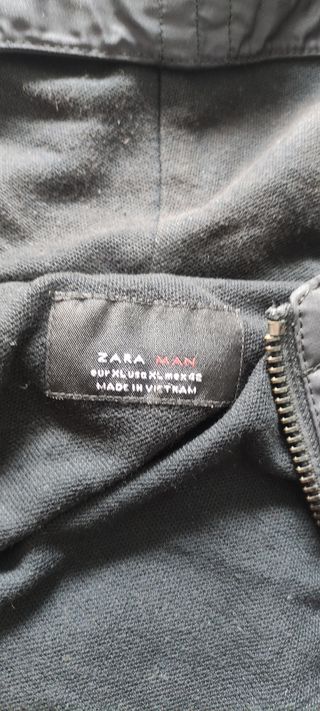 ZARA MAN
eur XL usa XL mex 42
MADE IN VIETNAM